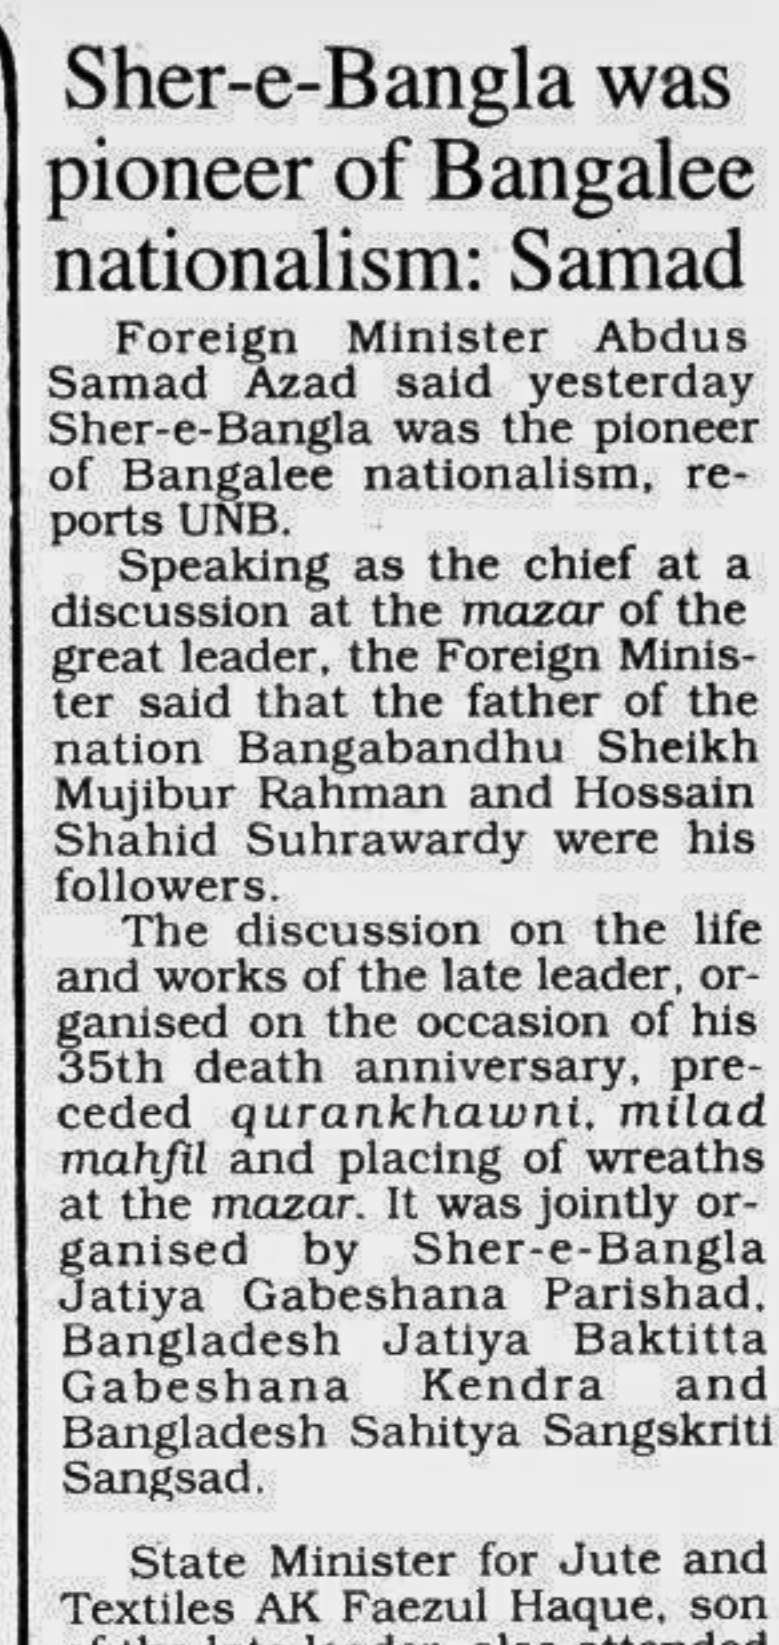 Sher-e-Bangla was
pioneer of Bangalee
nationalism: Samad
Foreign Minister Abdus
Samad Azad said yesterday
Sher-e-Bangla was the pioneer
of Bangalee nationalism, re-
ports UNB.
Speaking as the chief at a
discussion at the mazar of the
great leader, the Foreign Minis-
ter said that the father of the
nation Bangabandhu Sheikh
Mujibur Rahman and Hossain
Shahid Suhrawardy were his
followers.
The discussion on the life
and works of the late leader, or-
ganised on the occasion of his
35th death anniversary, pre-
ceded qurankhawni, milad
mahfil and placing of wreaths
at the mazar. It was jointly or-
ganised by Sher-e-Bangla
Jatiya Gabeshana Parishad,
Bangladesh Jatiya Baktitta
Gabeshana Kendra and
Bangladesh Sahitya Sangskriti
Sangsad.
State Minister for Jute and
Textiles AK Faezul Haque, son
of the late leader, also attended